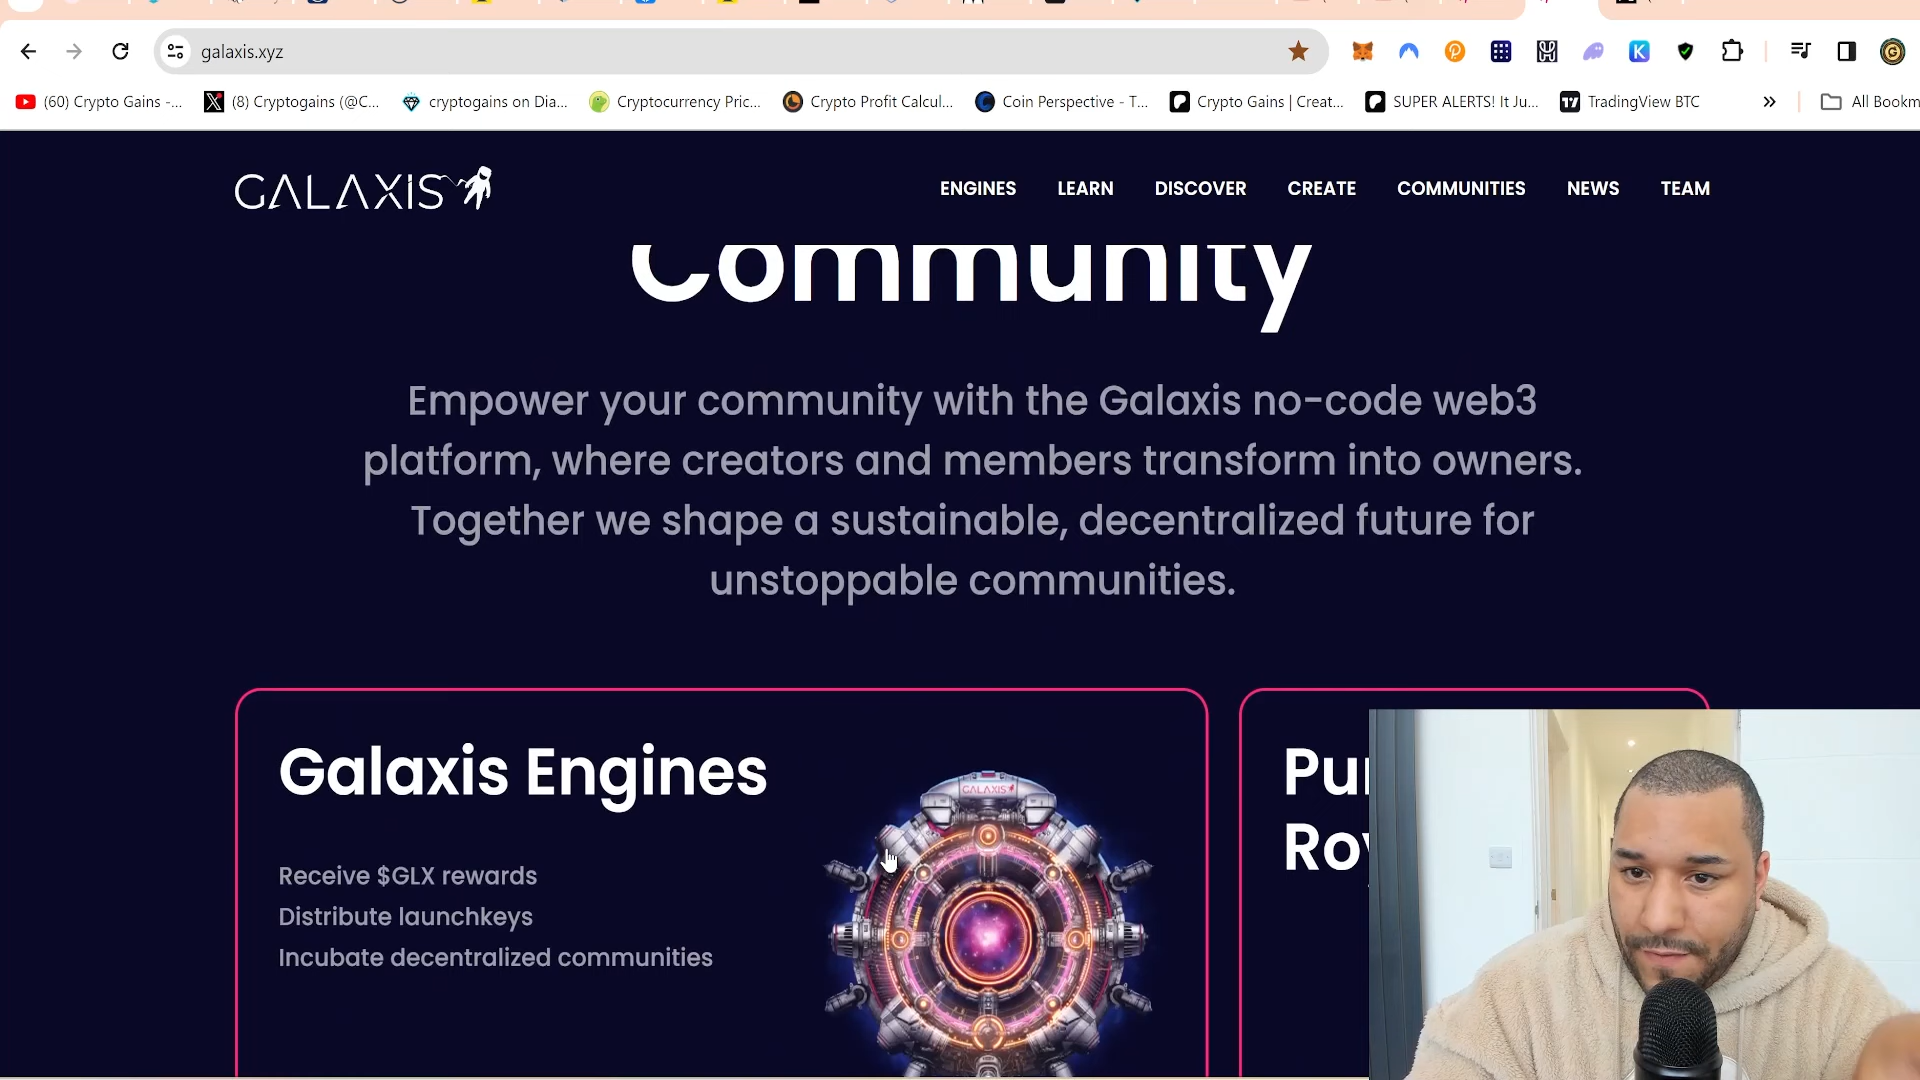 galaxis.xyz
(60) Crypto Gains -...
(8) Cryptogains (@C...
cryptogains on Dia...
Cryptocurrency Pric...
Crypto Profit Calcul...
Coin Perspective - T...
Crypto Gains | Creat...
SUPER ALERTS! It Ju...
TradingView BTC
All Bookm
GALAXIS
ENGINES
LEARN
DISCOVER
CREATE
COMMUNITIES
NEWS
TEAM
Community
Empower your community with the Galaxis no-code web3
platform, where creators and members transform into owners.
Together we shape a sustainable, decentralized future for
unstoppable communities.
Galaxis Engines
Receive $GLX rewards
Distribute launchkeys
Incubate decentralized communities
GALAXIS
Pur
Roy